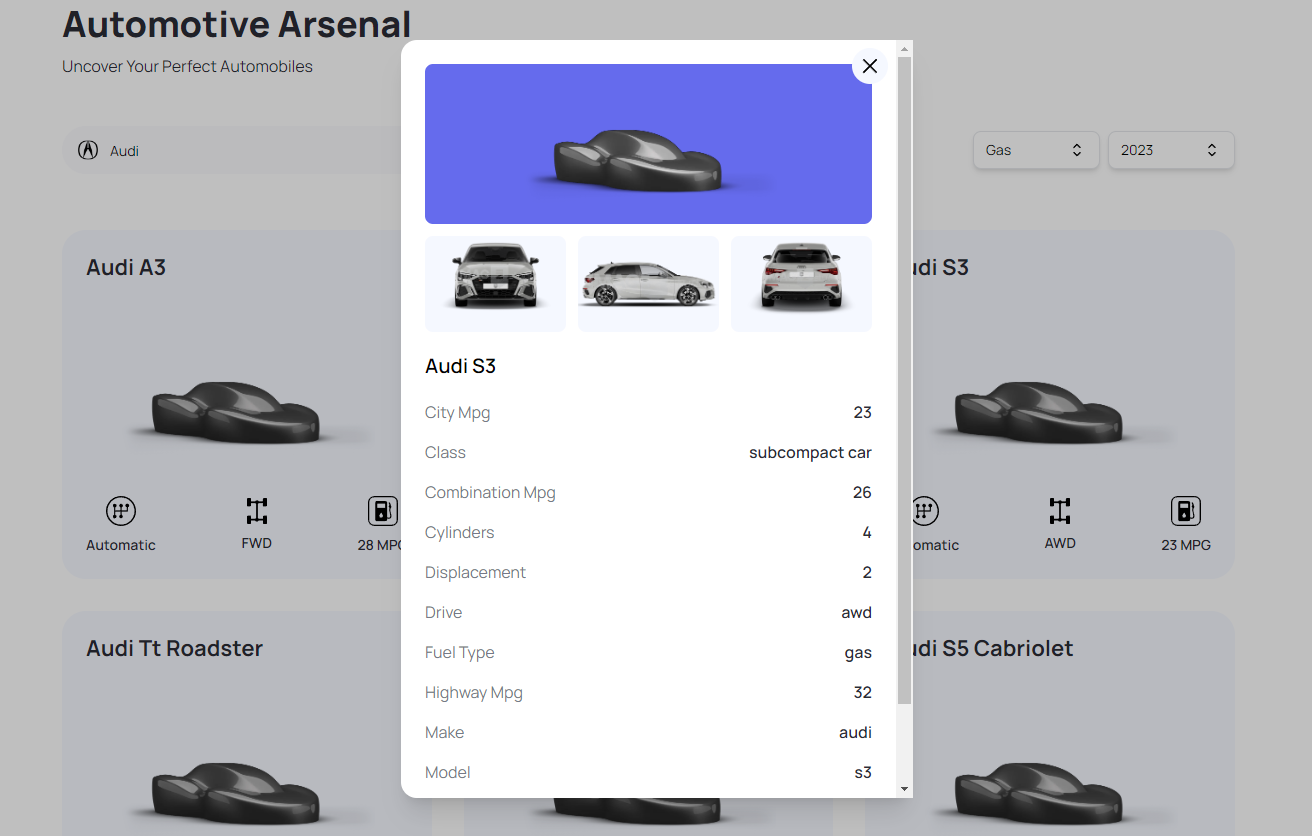 Automotive Arsenal
Uncover Your Perfect Automobiles
Audi
Gas
2023
Audi A3
Automatic
FWD
28 MPG
udi S3
omatic
AWD
23 MPG
Audi Tt Roadster
udi S5 Cabriolet
Audi S3
City Mpg 23
Class subcompact car
Combination Mpg 26
Cylinders 4
Displacement 2
Drive awd
Fuel Type gas
Highway Mpg 32
Make audi
Model s3